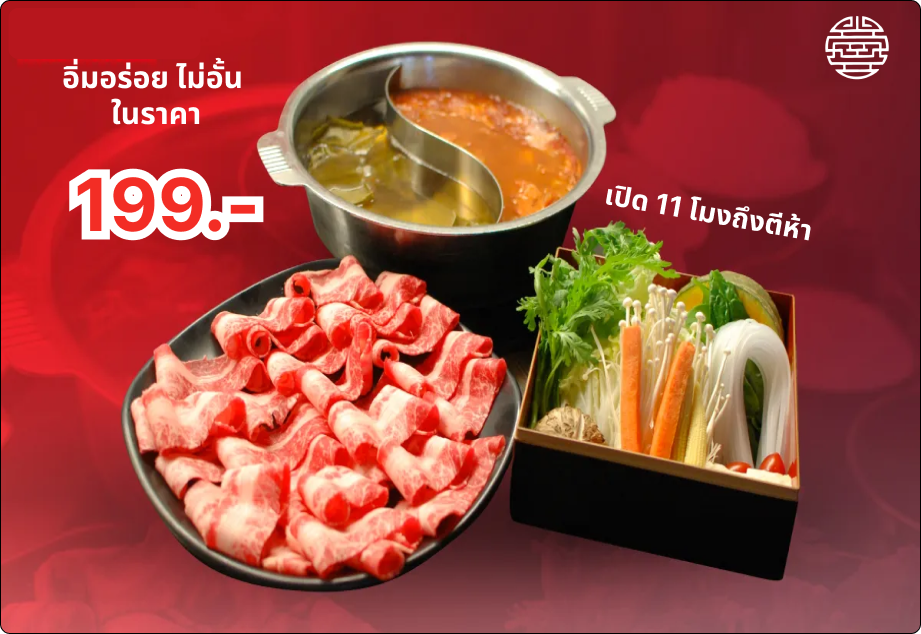 อิ่มอร่อย ไม่อั้น
ในราคา
199.-
เปิด 11 โมงถึงตีห้า